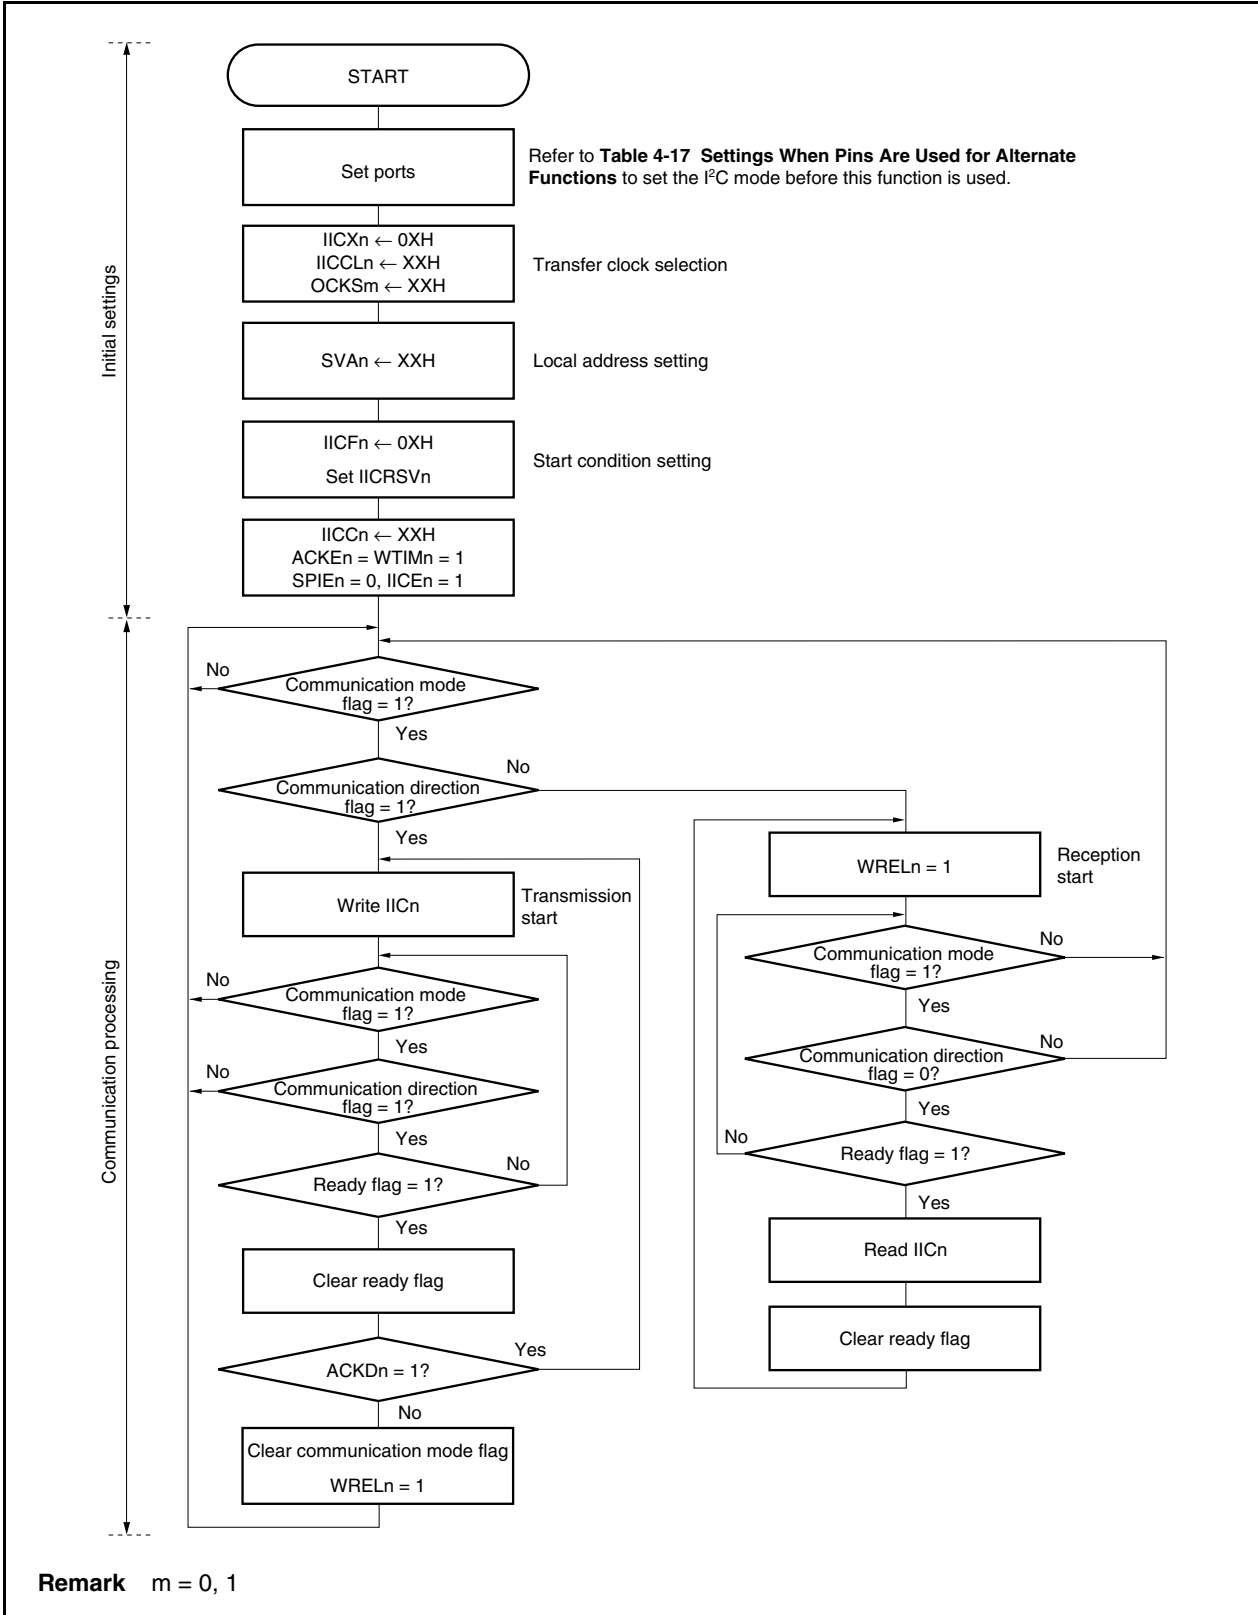 START
Set ports
Refer to Table 4-17 Settings When Pins Are Used for Alternate
Functions to set the I²C mode before this function is used.
IICXn ← 0XH
IICCLn ← XXH
OCKSm ← XXH
Transfer clock selection
Initial settings
SVAn ← XXH
Local address setting
IICFn ← 0XH
Set IICRSVn
Start condition setting
IICCn ← XXH
ACKEn = WTIMn = 1
SPIEn = 0, IICEn = 1
Communication processing
No
Communication mode
flag = 1?
Yes
No
Communication direction
flag = 1?
Yes
Write IICn
Transmission
start
No
Communication mode
flag = 1?
Yes
No
Communication direction
flag = 1?
Yes
No
Ready flag = 1?
Yes
Clear ready flag
Yes
ACKDn = 1?
No
Clear communication mode flag
WRELn = 1
WRELn = 1
Reception
start
No
Communication mode
flag = 1?
Yes
No
Communication direction
flag = 0?
Yes
No
Ready flag = 1?
Yes
Read IICn
Clear ready flag
Remark m = 0, 1